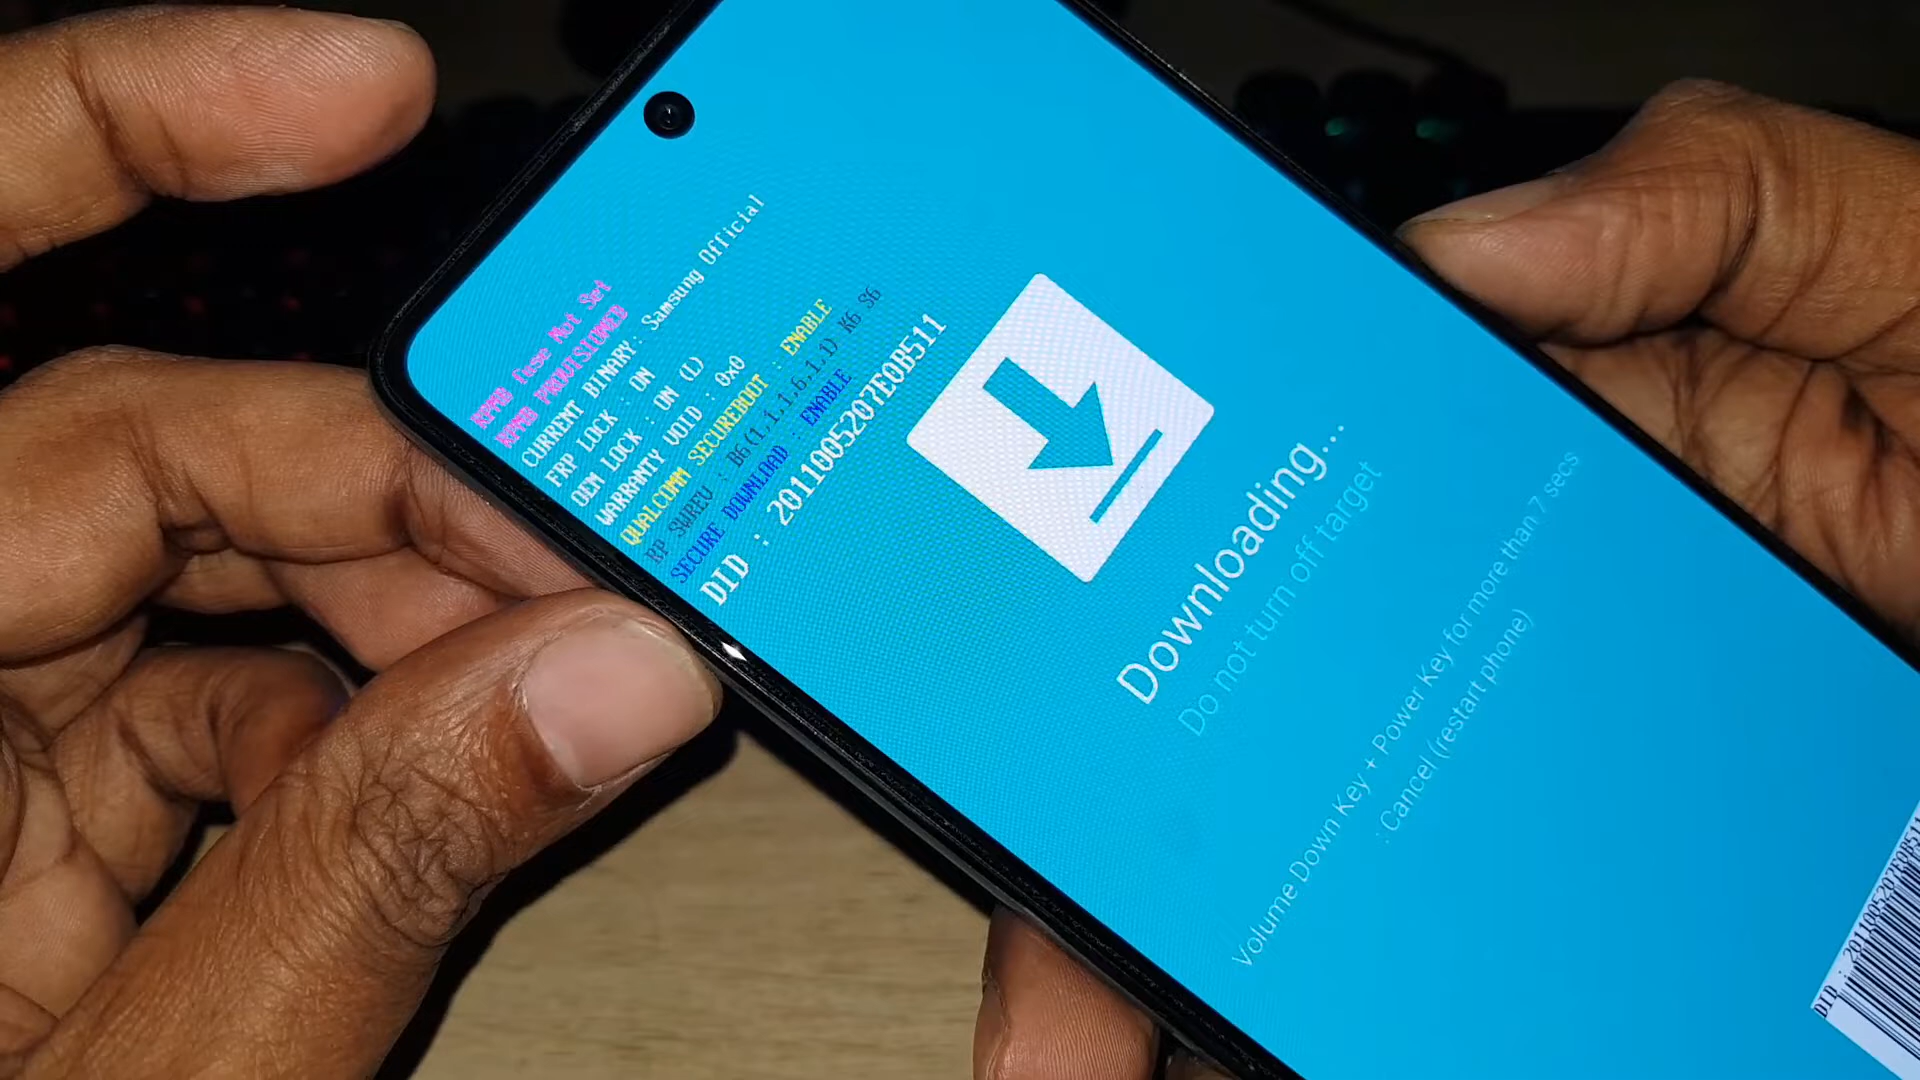 RPMB fuse Not Set
RPMB PROVISIONED
CURRENT BINARY: Samsung Official
FRP LOCK : ON
OEM LOCK : ON (L)
WARRANTY VOID : 0x0
QUALCOMM SECUREBOOT : ENABLE
RP SWREV : B6(1,1,1,6,1,1) K6 S6
SECURE DOWNLOAD : ENABLE
DID : 2011005207E0B511
Downloading...
Do not turn off target
Volume Down Key + Power Key for more than 7 secs
: Cancel (restart phone)
DID : 2011005207E0B511